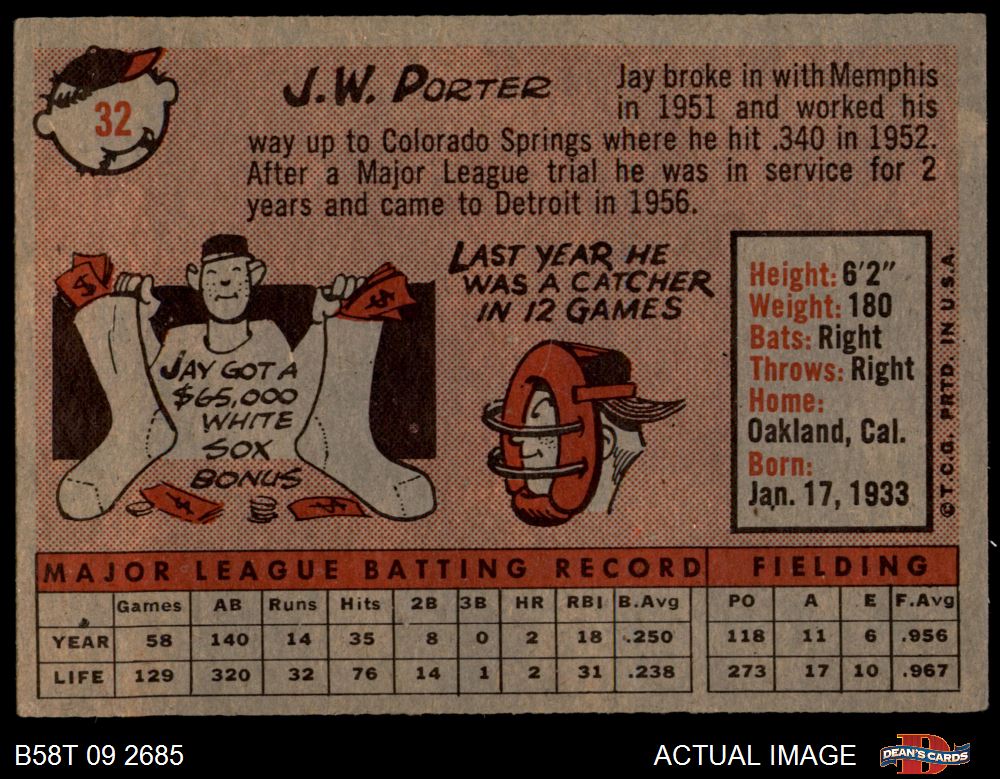 32
J.W. PORTER
Jay broke in with Memphis
in 1951 and worked his
way up to Colorado Springs where he hit .340 in 1952.
After a Major League trial he was in service for 2
years and came to Detroit in 1956.
JAY GOT A
$65,000
WHITE
SOX
BONUS
LAST YEAR HE
WAS A CATCHER
IN 12 GAMES
Height: 6'2"
Weight: 180
Bats: Right
Throws: Right
Home:
Oakland, Cal.
Born:
Jan. 17, 1933
© T.C.G. PRTD. IN U.S.A.
MAJOR LEAGUE BATTING RECORD FIELDING
Games AB Runs Hits 2B 3B HR RBI B.Avg PO A E F.Avg
YEAR 58 140 14 35 8 0 2 18 .250 118 11 6 .956
LIFE 129 320 32 76 14 1 2 31 .238 273 17 10 .967
B58T 09 2685 ACTUAL IMAGE DEAN'S CARDS